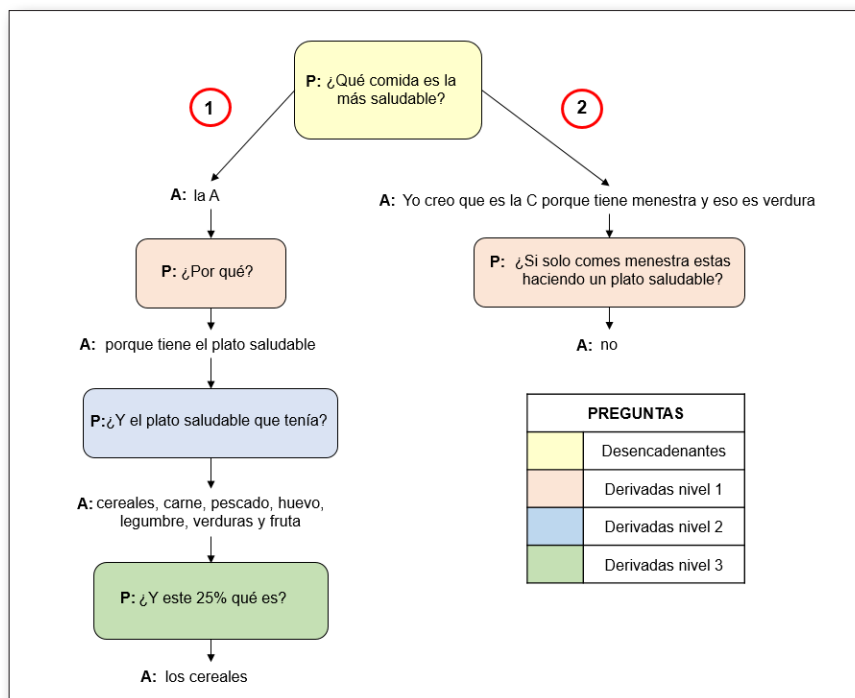 P: ¿Qué comida es la
más saludable?
1
2
A: la A
A: Yo creo que es la C porque tiene menestra y eso es verdura
P: ¿Por qué?
P: ¿Si solo comes menestra estas
haciendo un plato saludable?
A: porque tiene el plato saludable
A: no
P:¿Y el plato saludable que tenía?
A: cereales, carne, pescado, huevo,
legumbre, verduras y fruta
P: ¿Y este 25% qué es?
A: los cereales
PREGUNTAS
Desencadenantes
Derivadas nivel 1
Derivadas nivel 2
Derivadas nivel 3